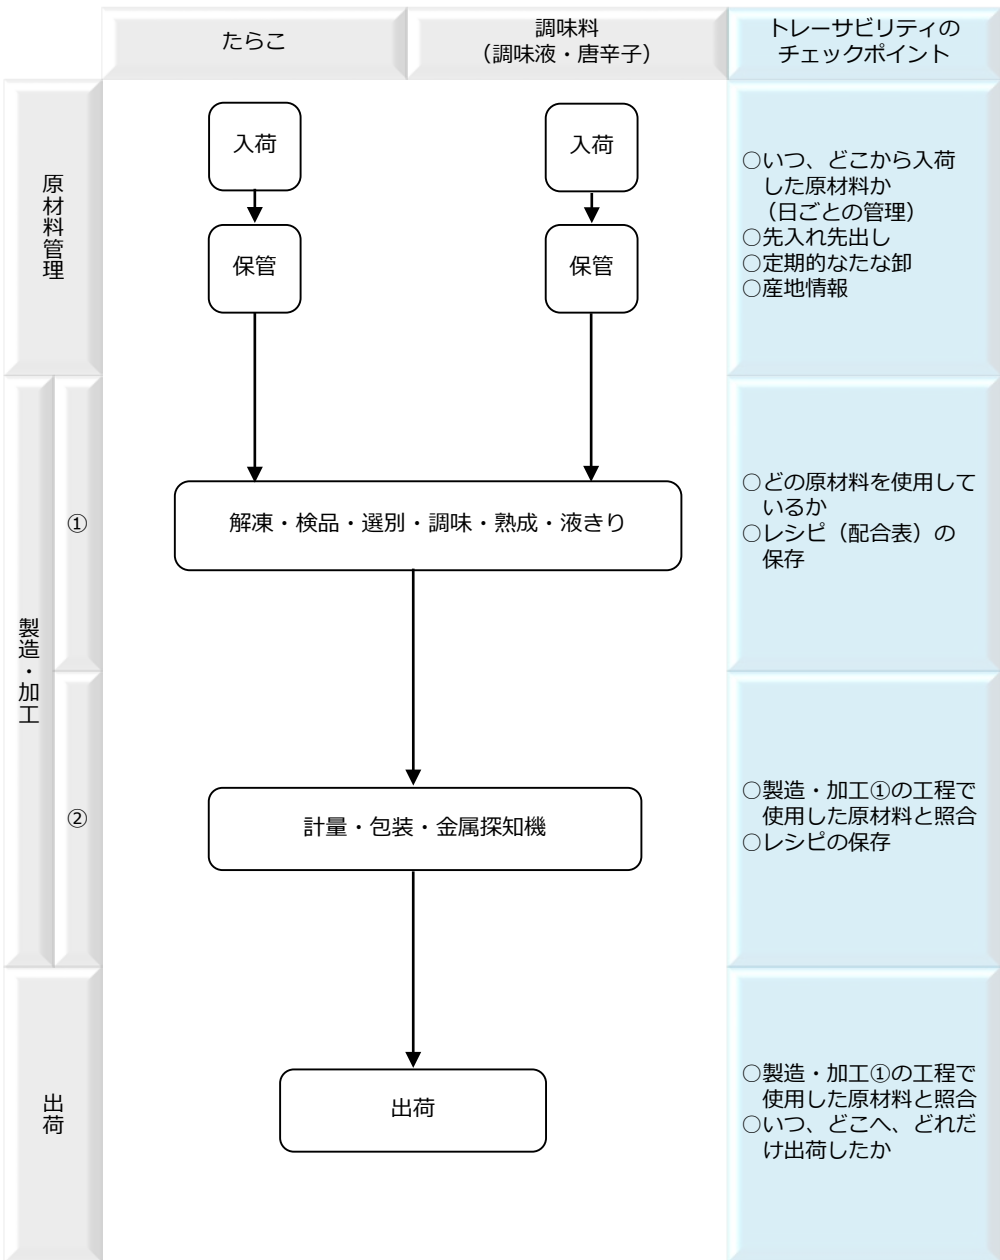 たらこ
調味料
（調味液・唐辛子）
トレーサビリティの
チェックポイント
原材料管理
入荷
入荷
保管
保管
○いつ、どこから入荷
した原材料か
（日ごとの管理）
○先入れ先出し
○定期的なたな卸
○産地情報
製造・加工
①
解凍・検品・選別・調味・熟成・液きり
○どの原材料を使用して
いるか
○レシピ（配合表）の
保存
②
計量・包装・金属探知機
○製造・加工①の工程で
使用した原材料と照合
○レシピの保存
出荷
出荷
○製造・加工①の工程で
使用した原材料と照合
○いつ、どこへ、どれだ
け出荷したか